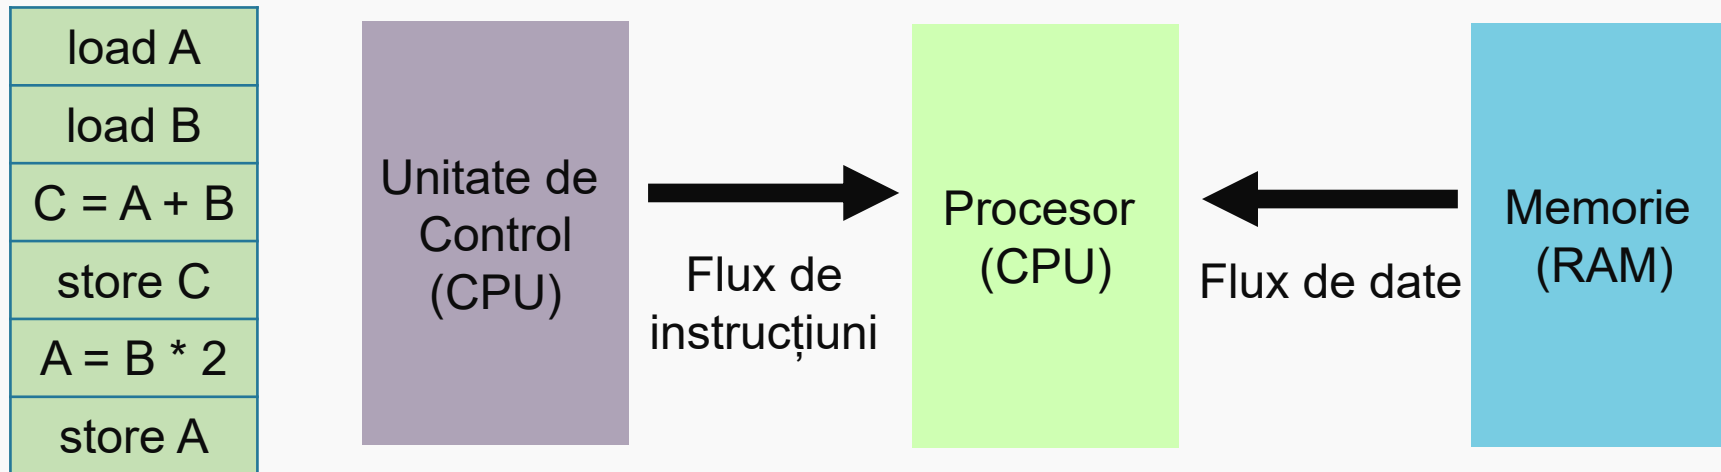 load A
load B
C = A + B
store C
A = B * 2
store A
Unitate de
Control
(CPU)
Flux de
instrucțiuni
Procesor
(CPU)
Flux de date
Memorie
(RAM)